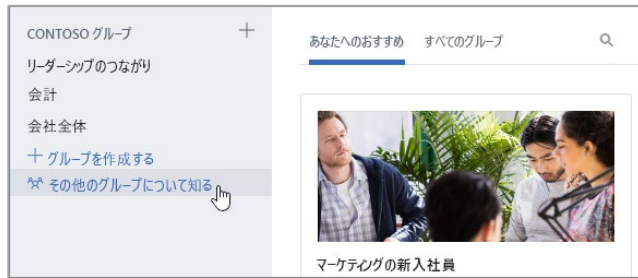 CONTOSO グループ
リーダーシップのつながり
会計
会社全体
グループを作成する
その他のグループについて知る
あなたへのおすすめ すべてのグループ
マーケティングの新入社員